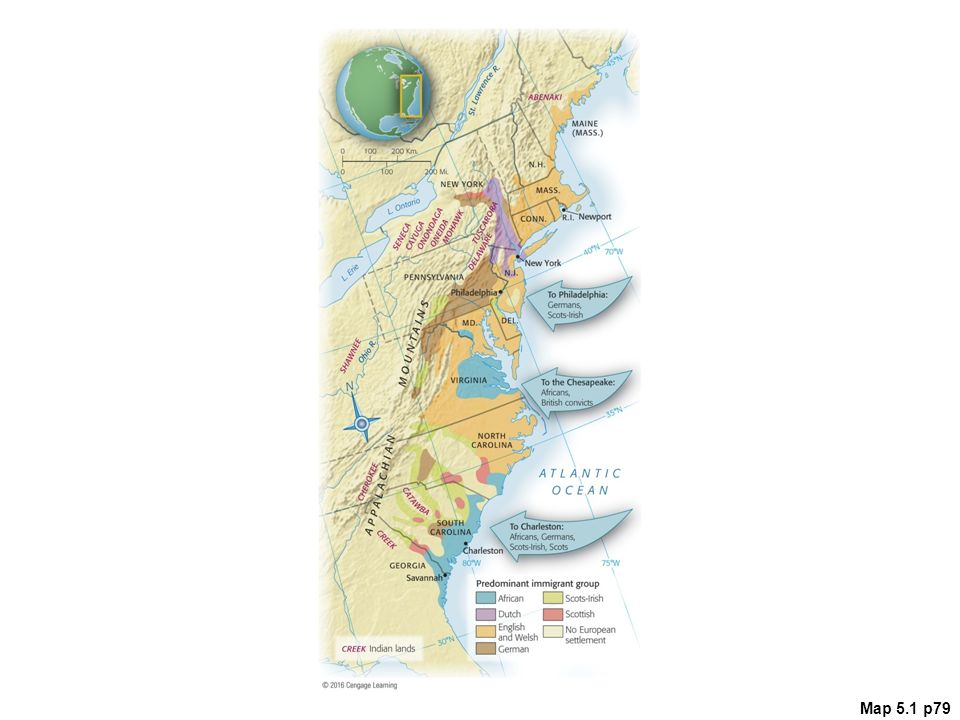 St. Lawrence R.
45°N
ABENAKI
MAINE
(MASS.)
0 100 200 Km.
0 100 200 Mi.
N.H.
NEW YORK
MASS.
L. Ontario
CONN.
R.I.
Newport
SENECA
CAYUGA
ONONDAGA
ONEIDA
MOHAWK
TUSCARORA
DELAWARE
40°N
70°W
L. Erie
New York
N.J.
PENNSYLVANIA
Philadelphia
To Philadelphia:
Germans,
Scots-Irish
MD.
DEL.
SHAWNEE
Ohio R.
APPALACHIAN MOUNTAINS
VIRGINIA
To the Chesapeake:
Africans,
British convicts
N
35°N
NORTH
CAROLINA
ATLANTIC
OCEAN
CHEROKEE
CATAWBA
CREEK
SOUTH
CAROLINA
To Charleston:
Africans, Germans,
Scots-Irish, Scots
Charleston
GEORGIA
80°W
75°W
Savannah
Predominant immigrant group
African
Dutch
English
and Welsh
German
Scots-Irish
Scottish
No European
settlement
30°N
CREEK Indian lands
© 2016 Cengage Learning
Map 5.1 p79